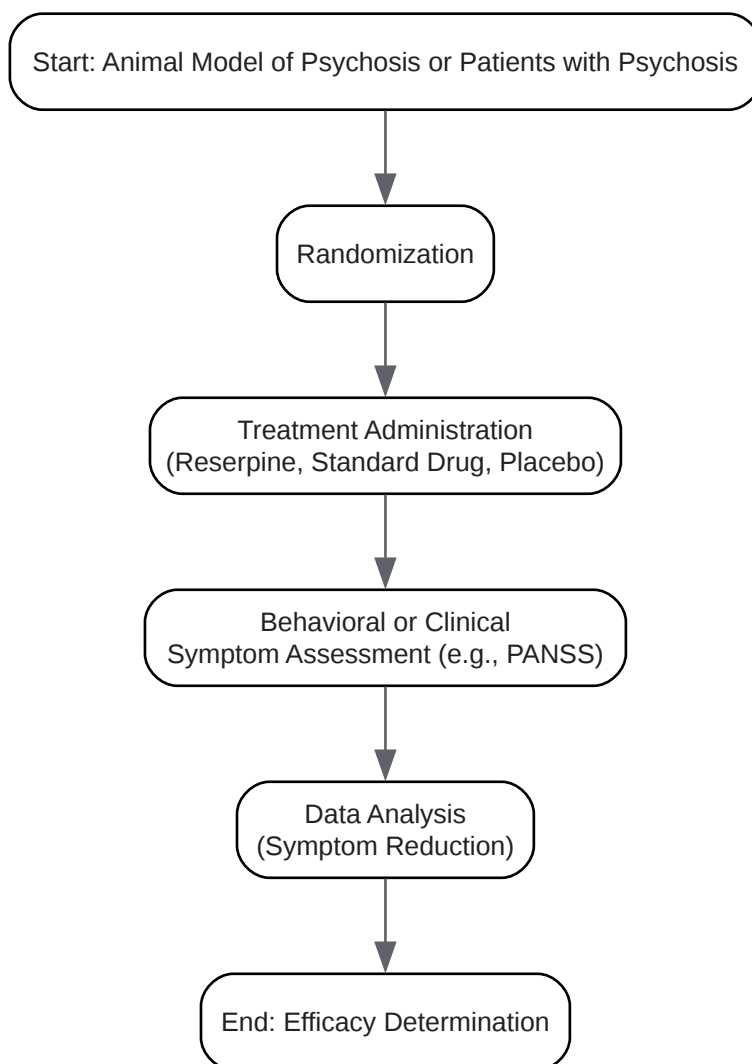 Start: Animal Model of Psychosis or Patients with Psychosis
Randomization
Treatment Administration
(Reserpine, Standard Drug, Placebo)
Behavioral or Clinical
Symptom Assessment (e.g., PANSS)
Data Analysis
(Symptom Reduction)
End: Efficacy Determination